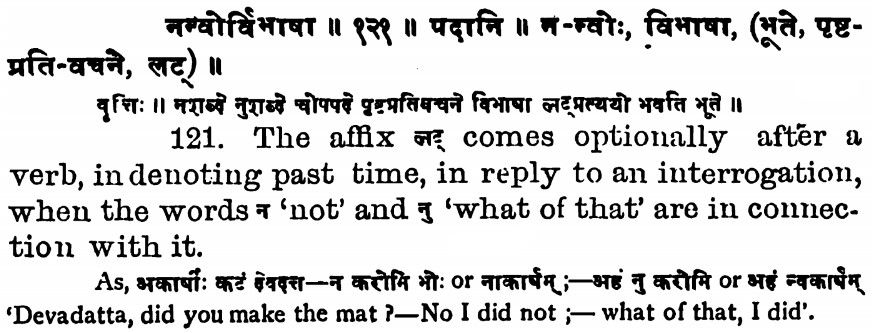 नन्वोर्विभाषा ॥ १२१ ॥ पदानि ॥ न-न्वोः, विभाषा, (भूते, पृष्ट-
प्रति-वचने, लट्) ॥
वृत्तिः ॥ नशब्दे नुशब्दे चोपपदे पृष्टप्रतिवचने विभाषा लट्प्रत्ययो भवति भूते ॥
121. The affix लट् comes optionally after a
verb, in denoting past time, in reply to an interrogation,
when the words न 'not' and नु 'what of that' are in connec-
tion with it.
As, अकार्षीः कटं देवदत्त—न करोमि भोः or नाकार्षम् ;—अहं नु करोमि or अहं न्वकार्षम्
'Devadatta, did you make the mat ?—No I did not ;— what of that, I did'.